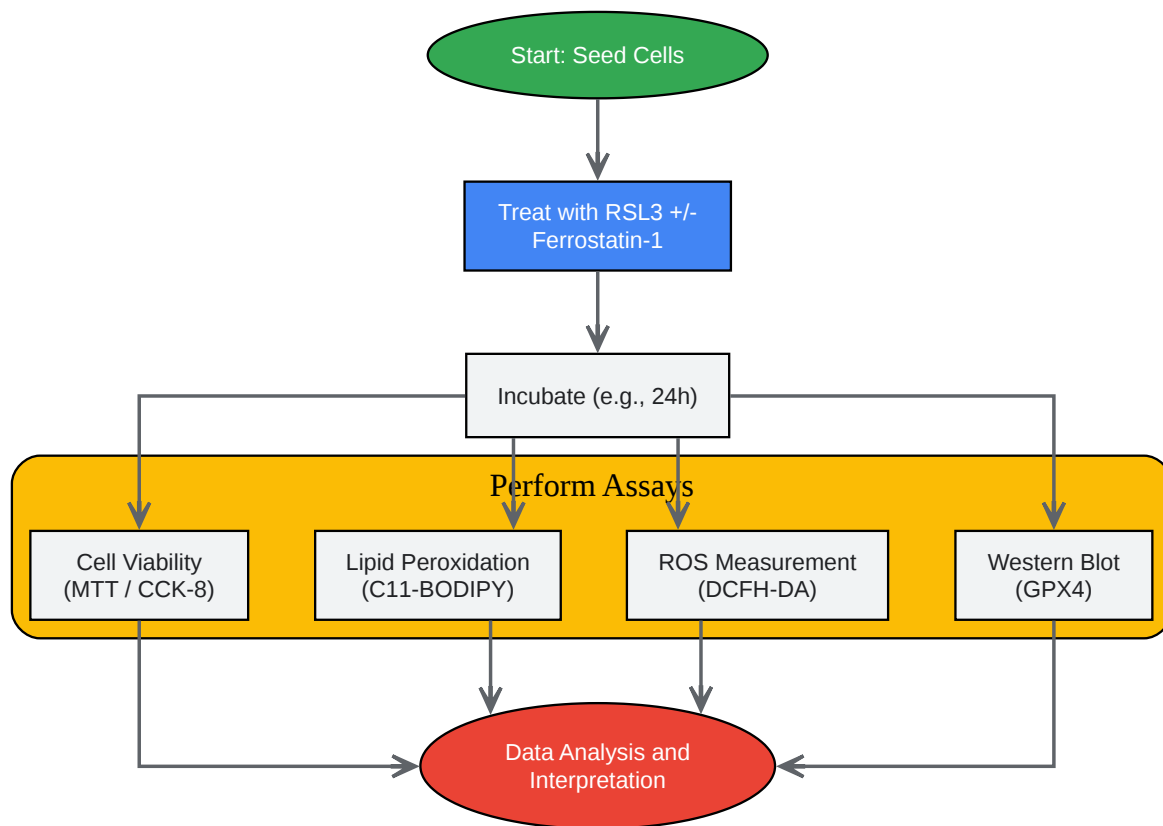 Start: Seed Cells
Treat with RSL3 +/-
Ferrostatin-1
Incubate (e.g., 24h)
Perform Assays
Cell Viability
(MTT / CCK-8)
Lipid Peroxidation
(C11-BODIPY)
ROS Measurement
(DCFH-DA)
Western Blot
(GPX4)
Data Analysis and
Interpretation